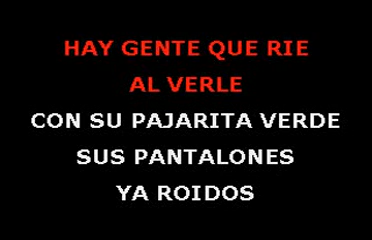 HAY GENTE QUE RIE
AL VERLE
CON SU PAJARITA VERDE
SUS PANTALONES
YA ROIDOS